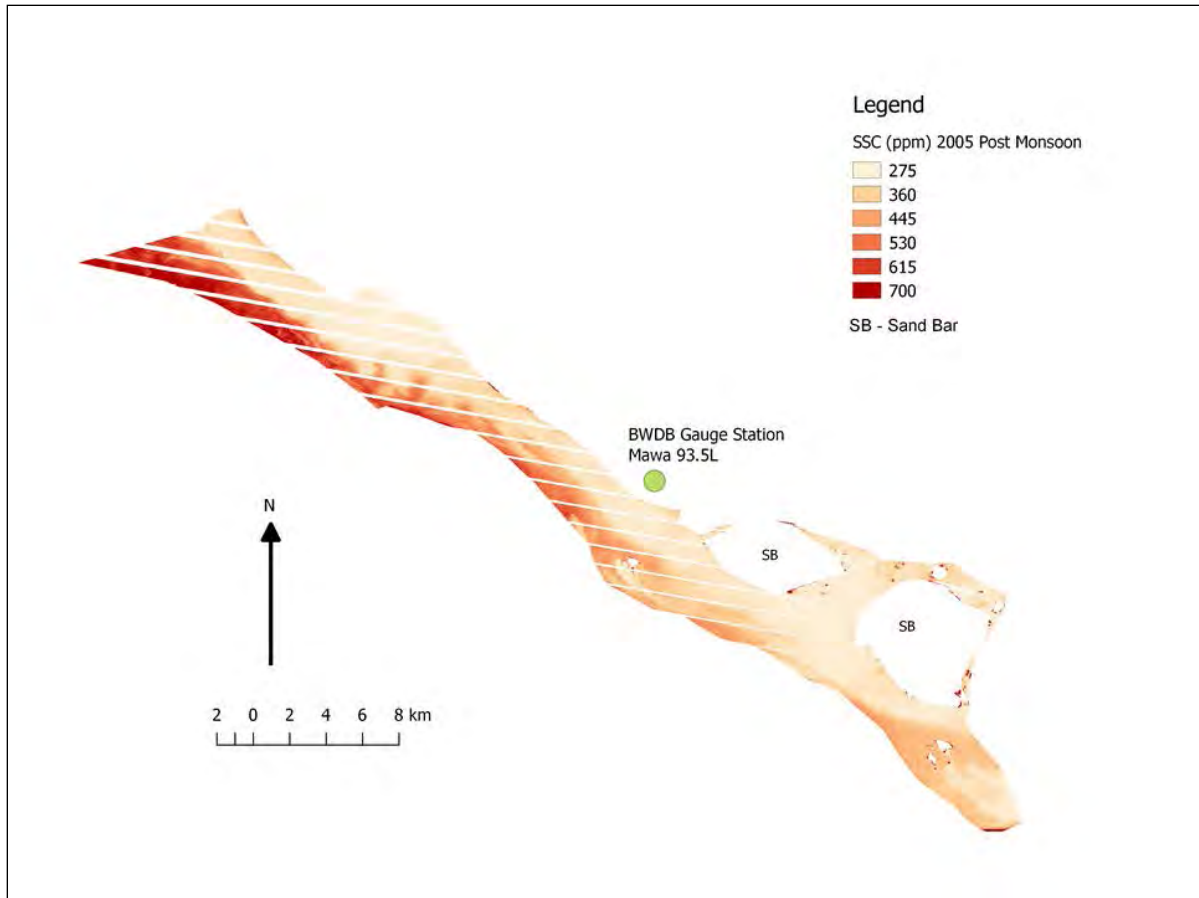 Legend
SSC (ppm) 2005 Post Monsoon
275
360
445
530
615
700
SB - Sand Bar
BWDB Gauge Station
Mawa 93.5L
N
SB
SB
2 0 2 4 6 8 km